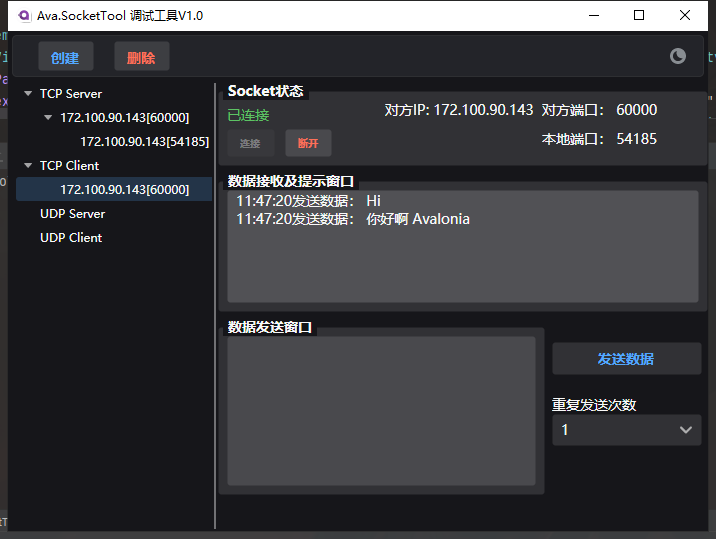 Ava.SocketTool 调试工具V1.0
创建
删除
TCP Server
172.100.90.143[60000]
172.100.90.143[54185]
TCP Client
172.100.90.143[60000]
UDP Server
UDP Client
Socket状态
已连接
对方IP: 172.100.90.143 对方端口： 60000
连接
断开
本地端口： 54185
数据接收及提示窗口
11:47:20发送数据： Hi
11:47:20发送数据： 你好啊 Avalonia
数据发送窗口
发送数据
重复发送次数
1